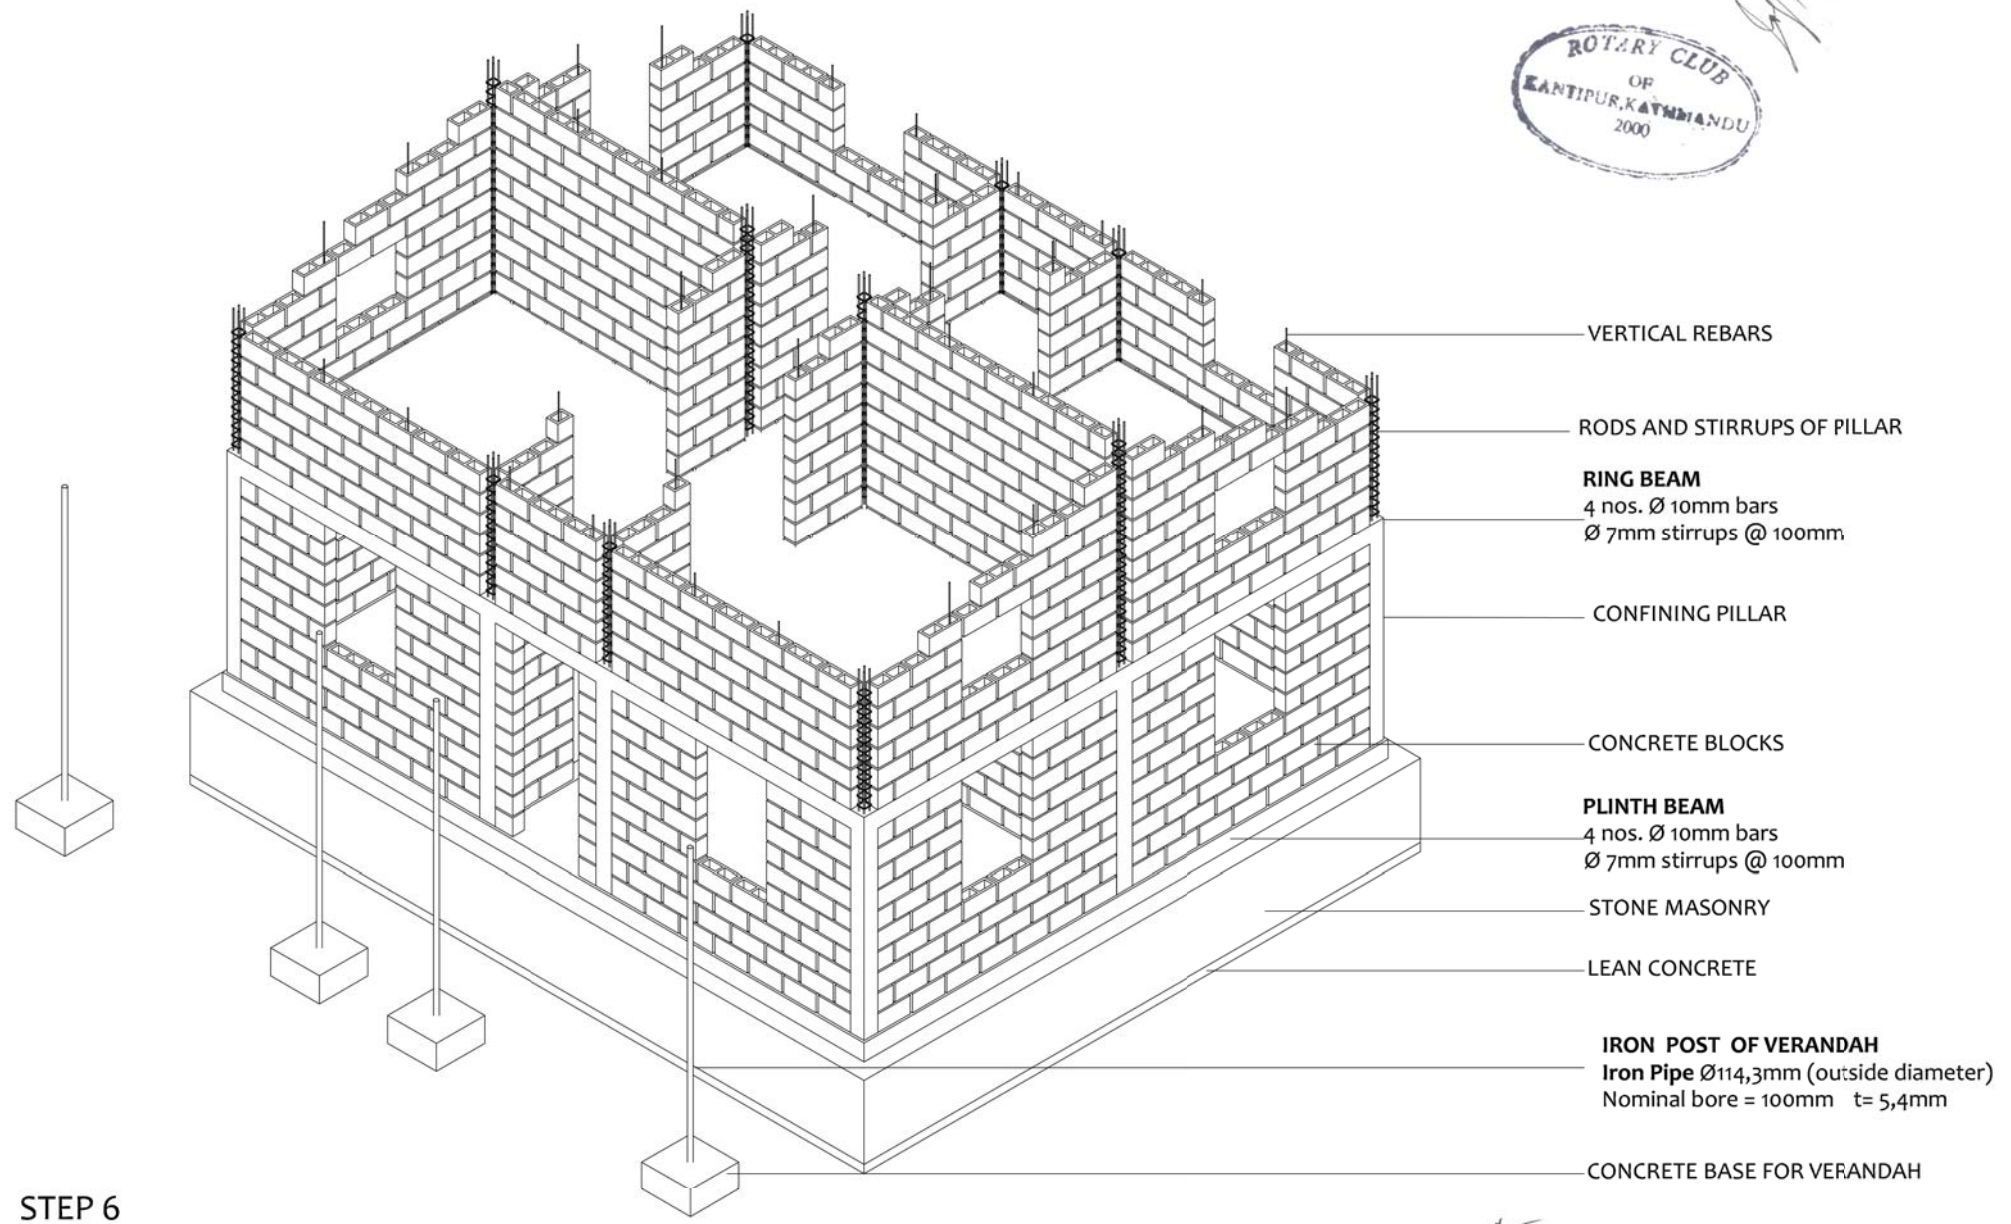 ROTARY CLUB
OF
KANTIPUR, KATHMANDU
2000
VERTICAL REBARS
RODS AND STIRRUPS OF PILLAR
RING BEAM
4 nos. Ø 10mm bars
Ø 7mm stirrups @ 100mm
CONFINING PILLAR
CONCRETE BLOCKS
PLINTH BEAM
4 nos. Ø 10mm bars
Ø 7mm stirrups @ 100mm
STONE MASONRY
LEAN CONCRETE
IRON POST OF VERANDAH
Iron Pipe Ø114,3mm (outside diameter)
Nominal bore = 100mm t= 5,4mm
CONCRETE BASE FOR VERANDAH
STEP 6